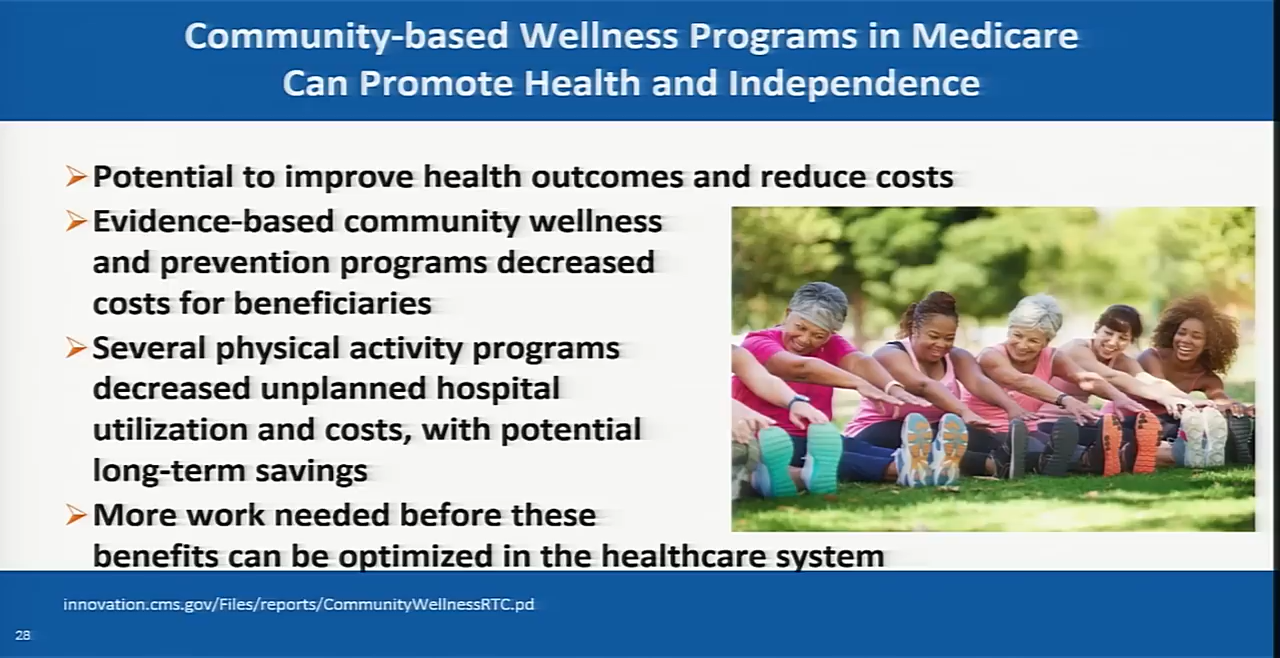 Community-based Wellness Programs in Medicare
Can Promote Health and Independence
➢Potential to improve health outcomes and reduce costs
➢Evidence-based community wellness
and prevention programs decreased
costs for beneficiaries
➢Several physical activity programs
decreased unplanned hospital
utilization and costs, with potential
long-term savings
➢More work needed before these
benefits can be optimized in the healthcare system
innovation.cms.gov/Files/reports/CommunityWellnessRTC.pd
28